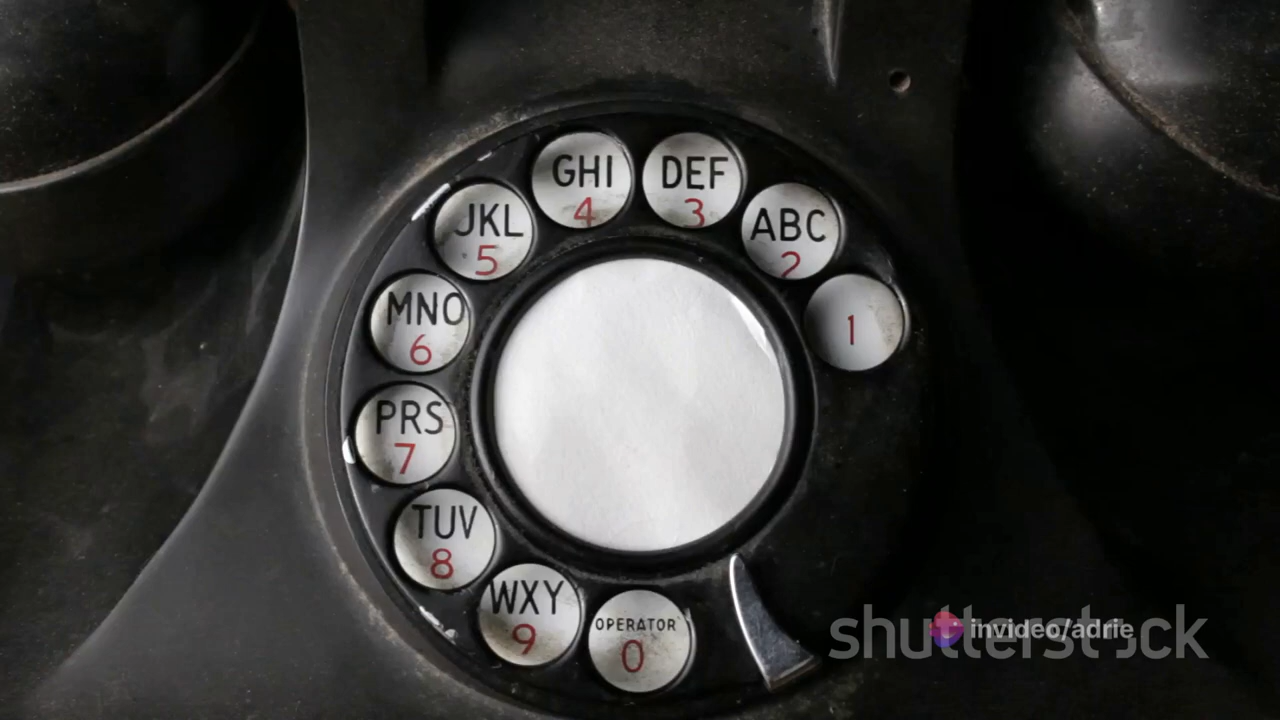 GHI
4
DEF
3
JKL
5
ABC
2
MNO
6
1
PRS
7
TUV
8
WXY
9
OPERATOR
0
shutterstock
invideo/adrie